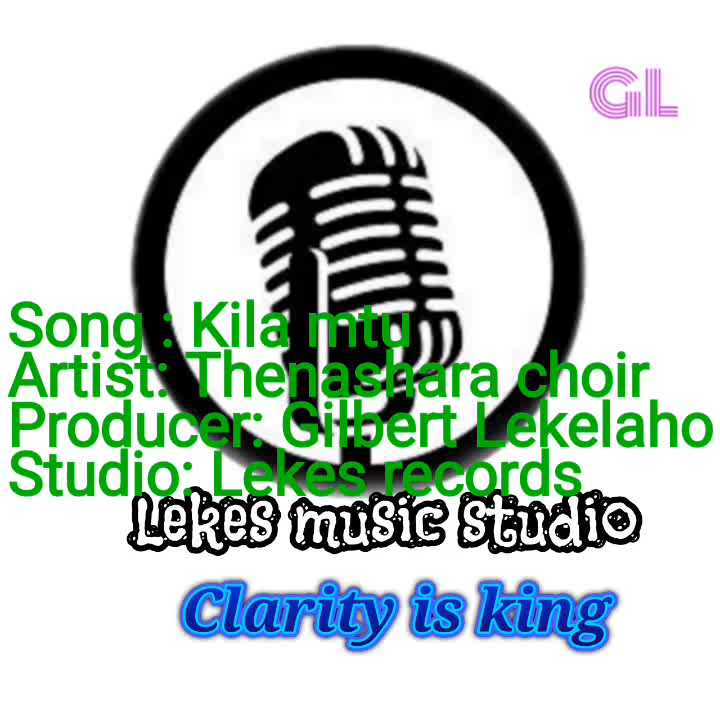 GL
Song : Kila mtu
Artist: Thenashara choir
Producer: Gilbert Lekelaho
Studio: Lekes records
Lekes music studio
Clarity is king